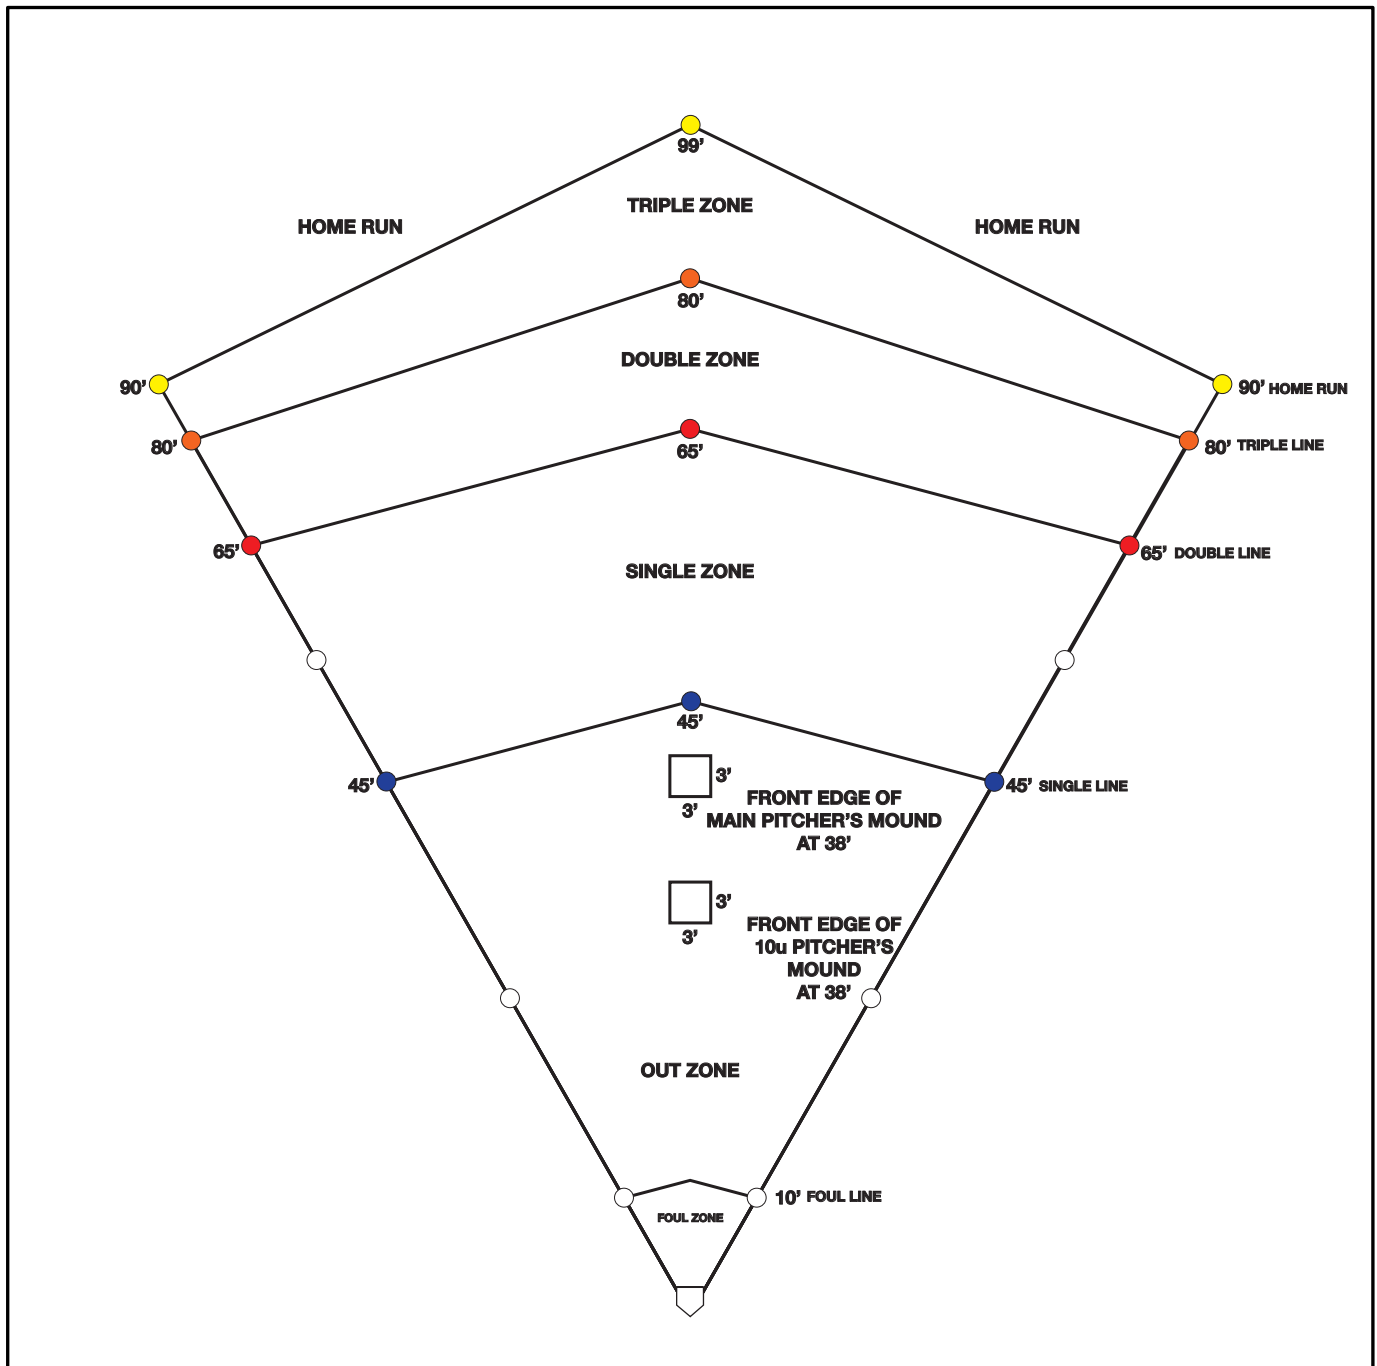 99’
TRIPLE ZONE
HOME RUN
HOME RUN
80’
DOUBLE ZONE
90’
90’ HOME RUN
80’
80’ TRIPLE LINE
65’
65’
65’ DOUBLE LINE
SINGLE ZONE
45’
45’
45’ SINGLE LINE
3’
3’
FRONT EDGE OF
MAIN PITCHER’S MOUND
AT 38’
3’
3’
FRONT EDGE OF
10u PITCHER’S
MOUND
AT 38’
OUT ZONE
10’ FOUL LINE
FOUL ZONE